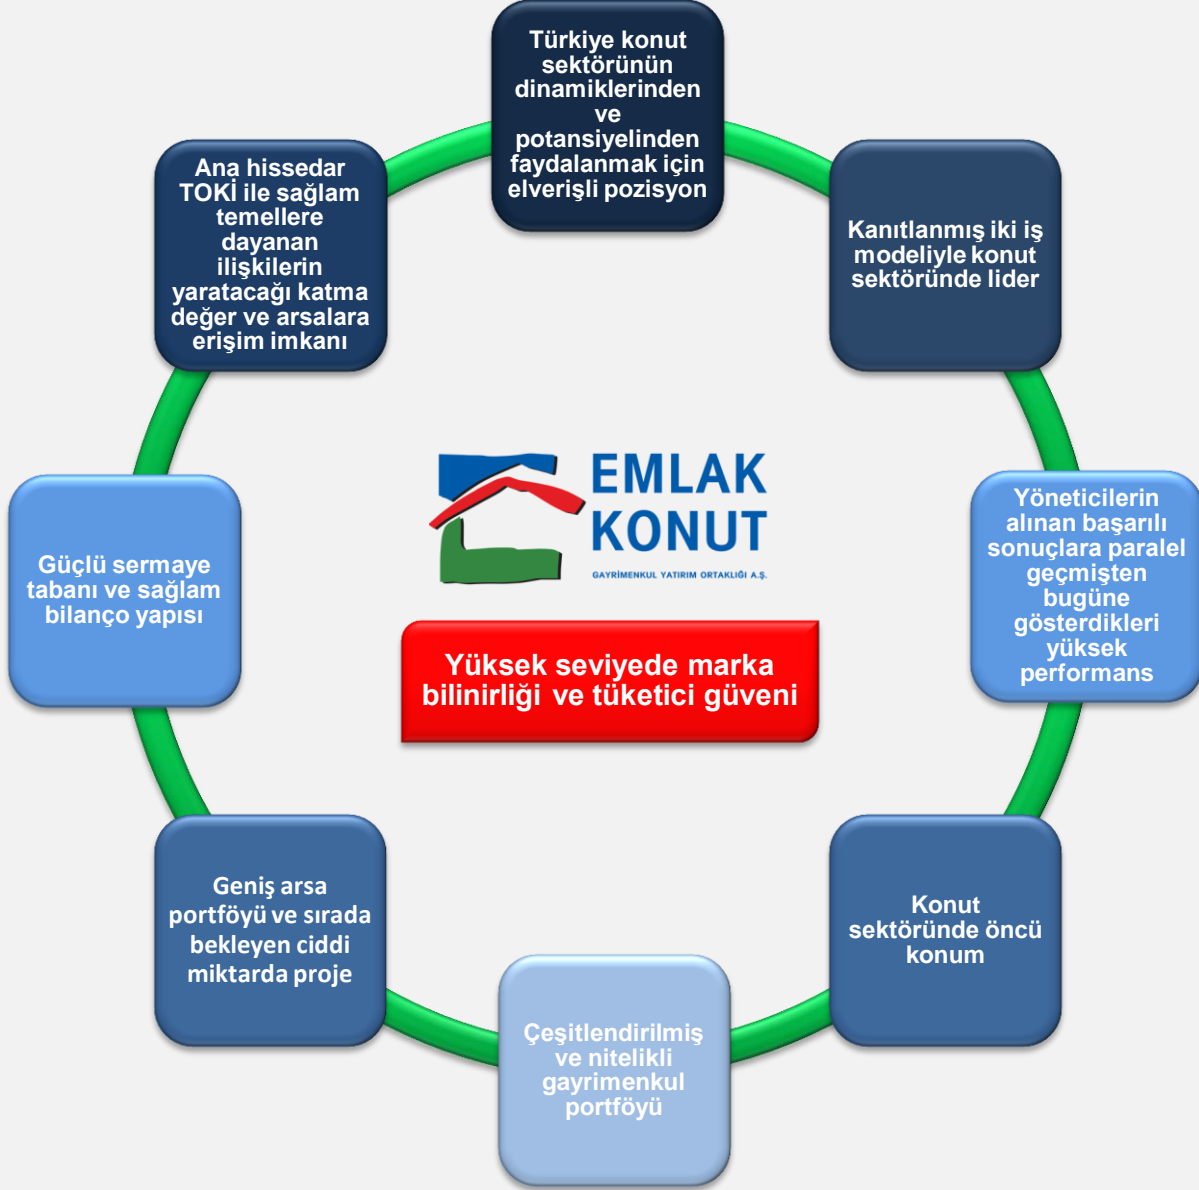 Türkiye konut
sektörünün
dinamiklerinden
ve
potansiyelinden
faydalanmak için
elverişli pozisyon
Kanıtlanmış iki iş
modeliyle konut
sektöründe lider
Yöneticilerin
alınan başarılı
sonuçlara paralel
geçmişten
bugüne
gösterdikleri
yüksek
performans
Konut
sektöründe öncü
konum
Çeşitlendirilmiş
ve nitelikli
gayrimenkul
portföyü
Geniş arsa
portföyü ve sırada
bekleyen ciddi
miktarda proje
Güçlü sermaye
tabanı ve sağlam
bilanço yapısı
Ana hissedar
TOKİ ile sağlam
temellere
dayanan
ilişkilerin
yaratacağı katma
değer ve arsalara
erişim imkanı
EMLAK
KONUT
GAYRİMENKUL YATIRIM ORTAKLIĞI A.Ş.
Yüksek seviyede marka
bilinirliği ve tüketici güveni